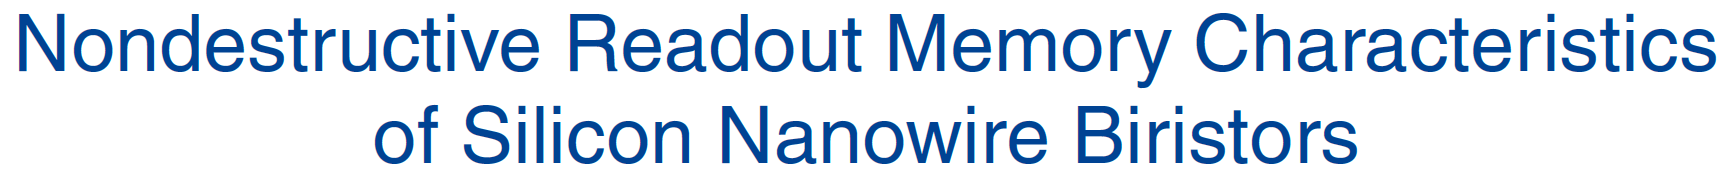 Nondestructive Readout Memory Characteristics
of Silicon Nanowire Biristors